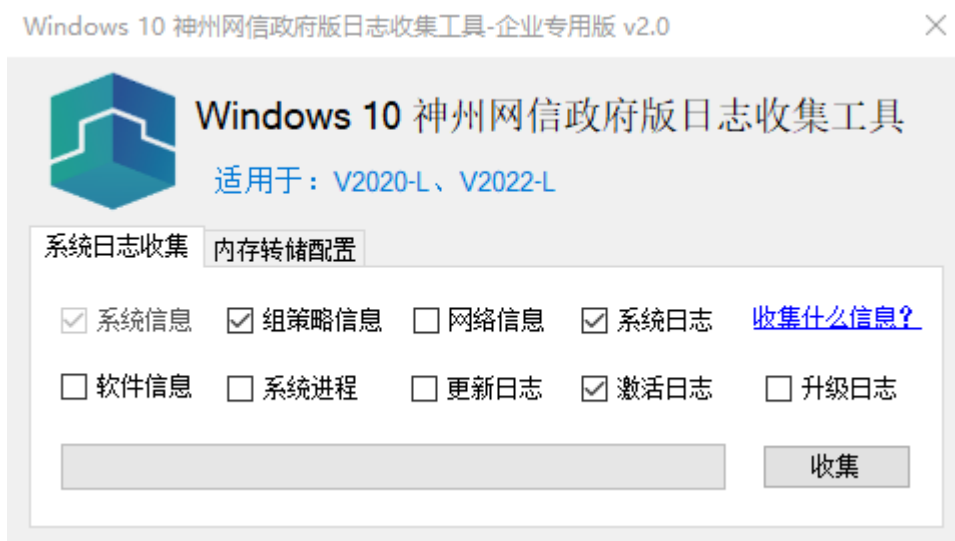 Windows 10 神州网信政府版日志收集工具-企业专用版 v2.0
Windows 10 神州网信政府版日志收集工具
适用于：V2020-L、V2022-L
系统日志收集 内存转储配置
系统信息 组策略信息 网络信息 系统日志 收集什么信息？
软件信息 系统进程 更新日志 激活日志 升级日志
收集